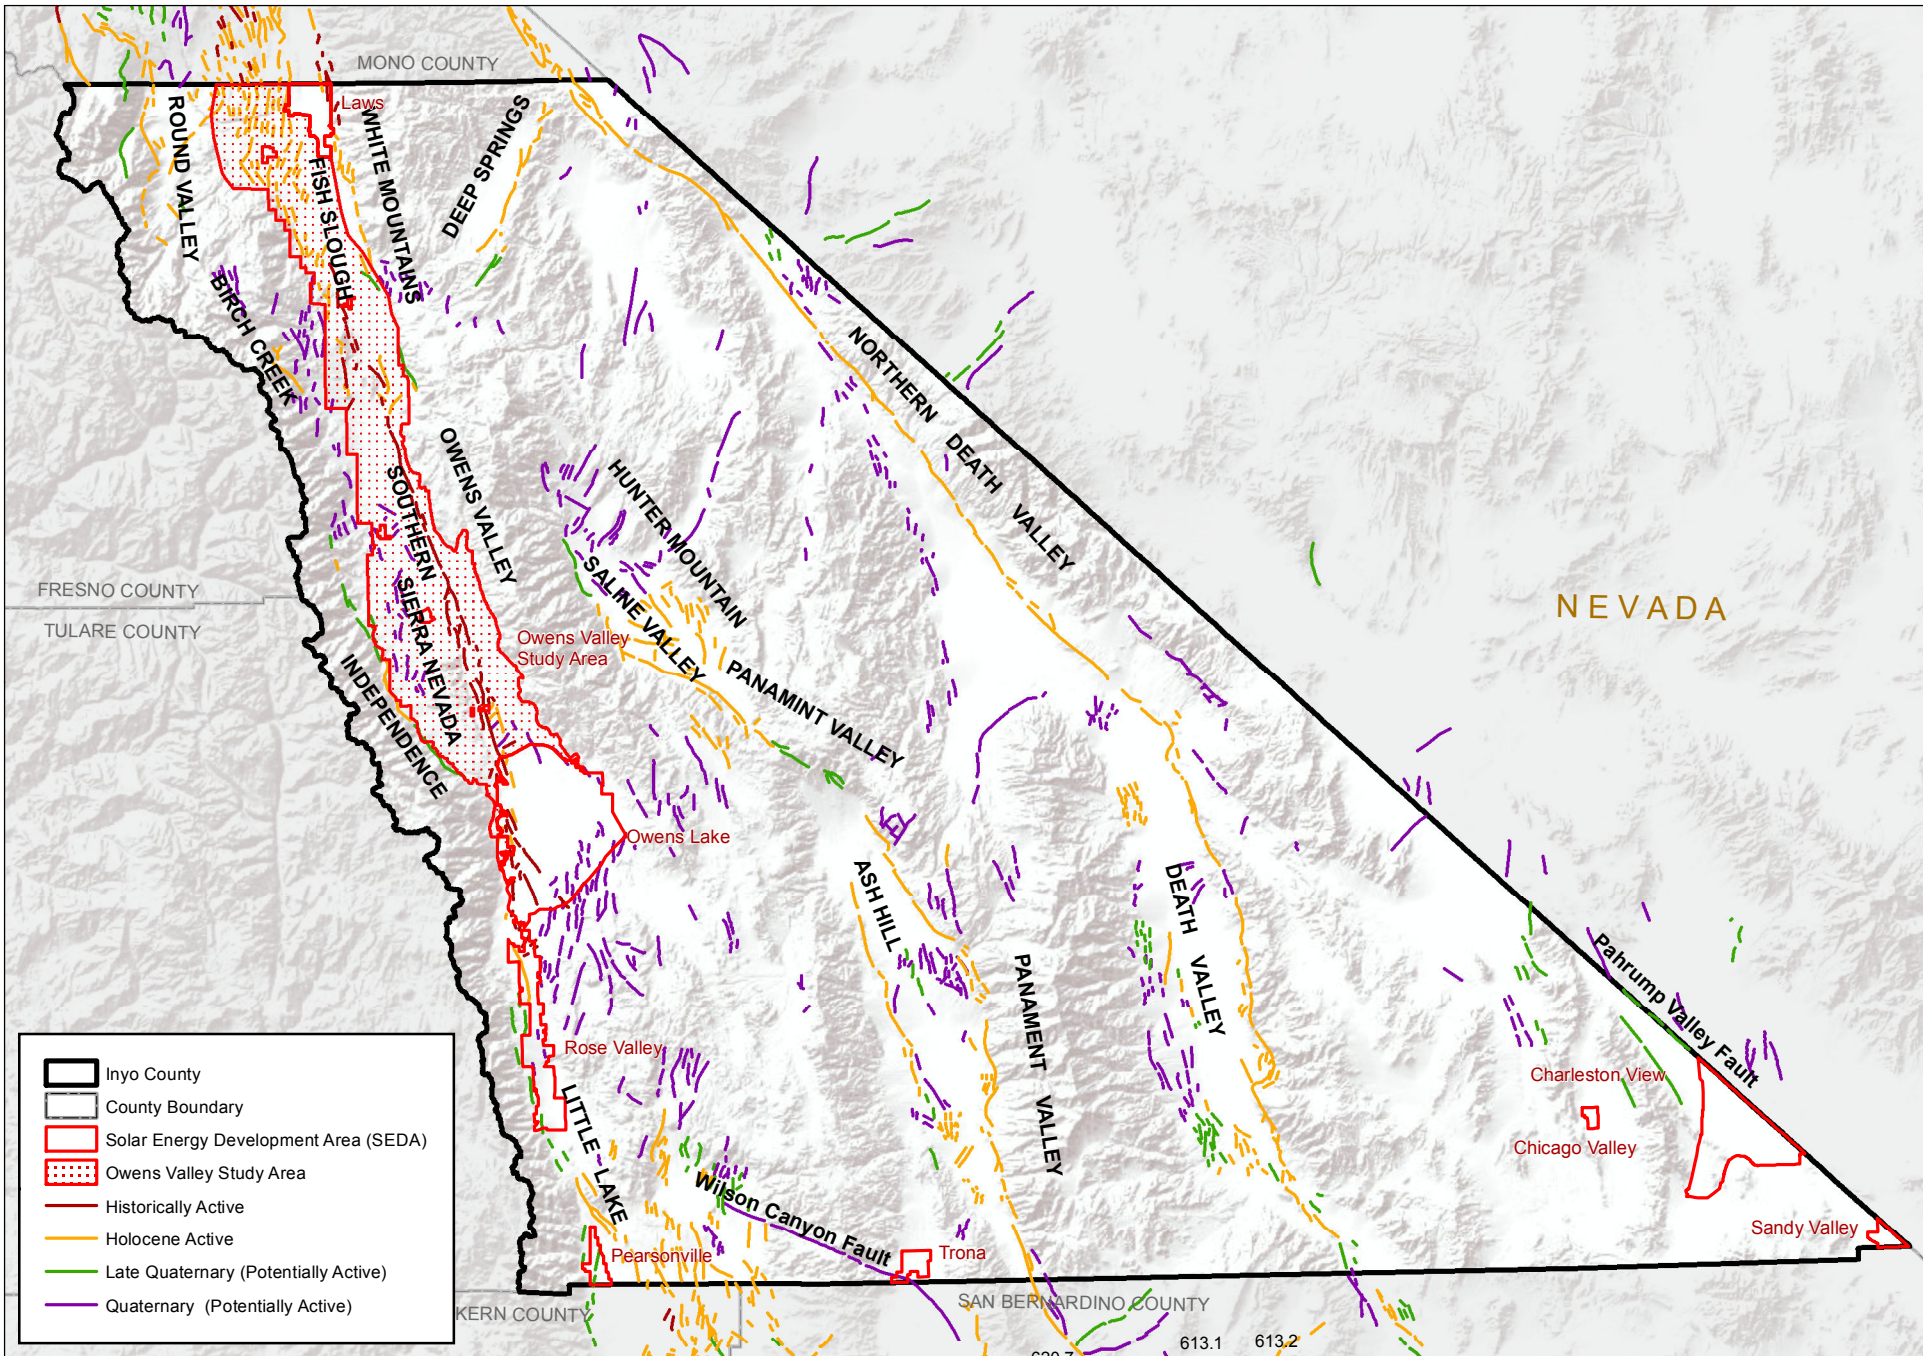 MONO COUNTY
Laws
ROUND VALLEY
WHITE MOUNTAINS
DEEP SPRINGS
FISH SLOUGH
BIRCH CREEK
NORTHERN DEATH VALLEY
OWENS VALLEY
SOUTHERN SIERRA NEVADA
HUNTER MOUNTAIN
SALINE VALLEY
FRESNO COUNTY
TULARE COUNTY
NEVADA
Owens Valley
Study Area
INDEPENDENCE
PANAMINT VALLEY
Owens Lake
ASH HILL
DEATH VALLEY
PANAMENT VALLEY
Pahrump Valley Fault
Rose Valley
Charleston View
LITTLE LAKE
Chicago Valley
Wilson Canyon Fault
Sandy Valley
Pearsonville
Trona
KERN COUNTY
SAN BERNARDINO COUNTY
613.1
613.2
Inyo County
County Boundary
Solar Energy Development Area (SEDA)
Owens Valley Study Area
Historically Active
Holocene Active
Late Quaternary (Potentially Active)
Quaternary (Potentially Active)